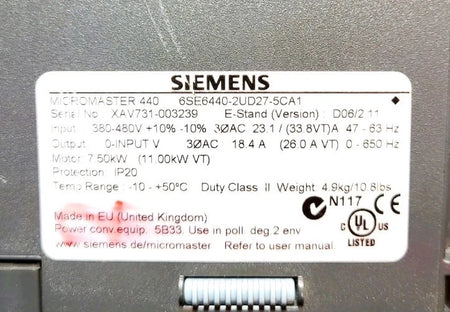 SIEMENS
MICROMASTER 440 6SE6440-2UD27-5CA1
Serial No XAV731-003239 E-Stand (Version) : D06/2.11
Input 380-480V +10% -10% 3ØAC 23.1 / (33.8VT)A 47 - 63 Hz
Output 0-INPUT V 3ØAC 18.4 A (26.0 A VT) 0 - 650 Hz
Motor 7.50kW (11.00kW VT)
Protection: IP20
Temp Range -10 - +50°C Duty Class II Weight 4.9kg/10.8lbs
N117
Made in EU (United Kingdom)
Power conv.equip. 5B33. Use in poll. deg 2 env
www.siemens.de/micromaster Refer to user manual.
C UL US
LISTED